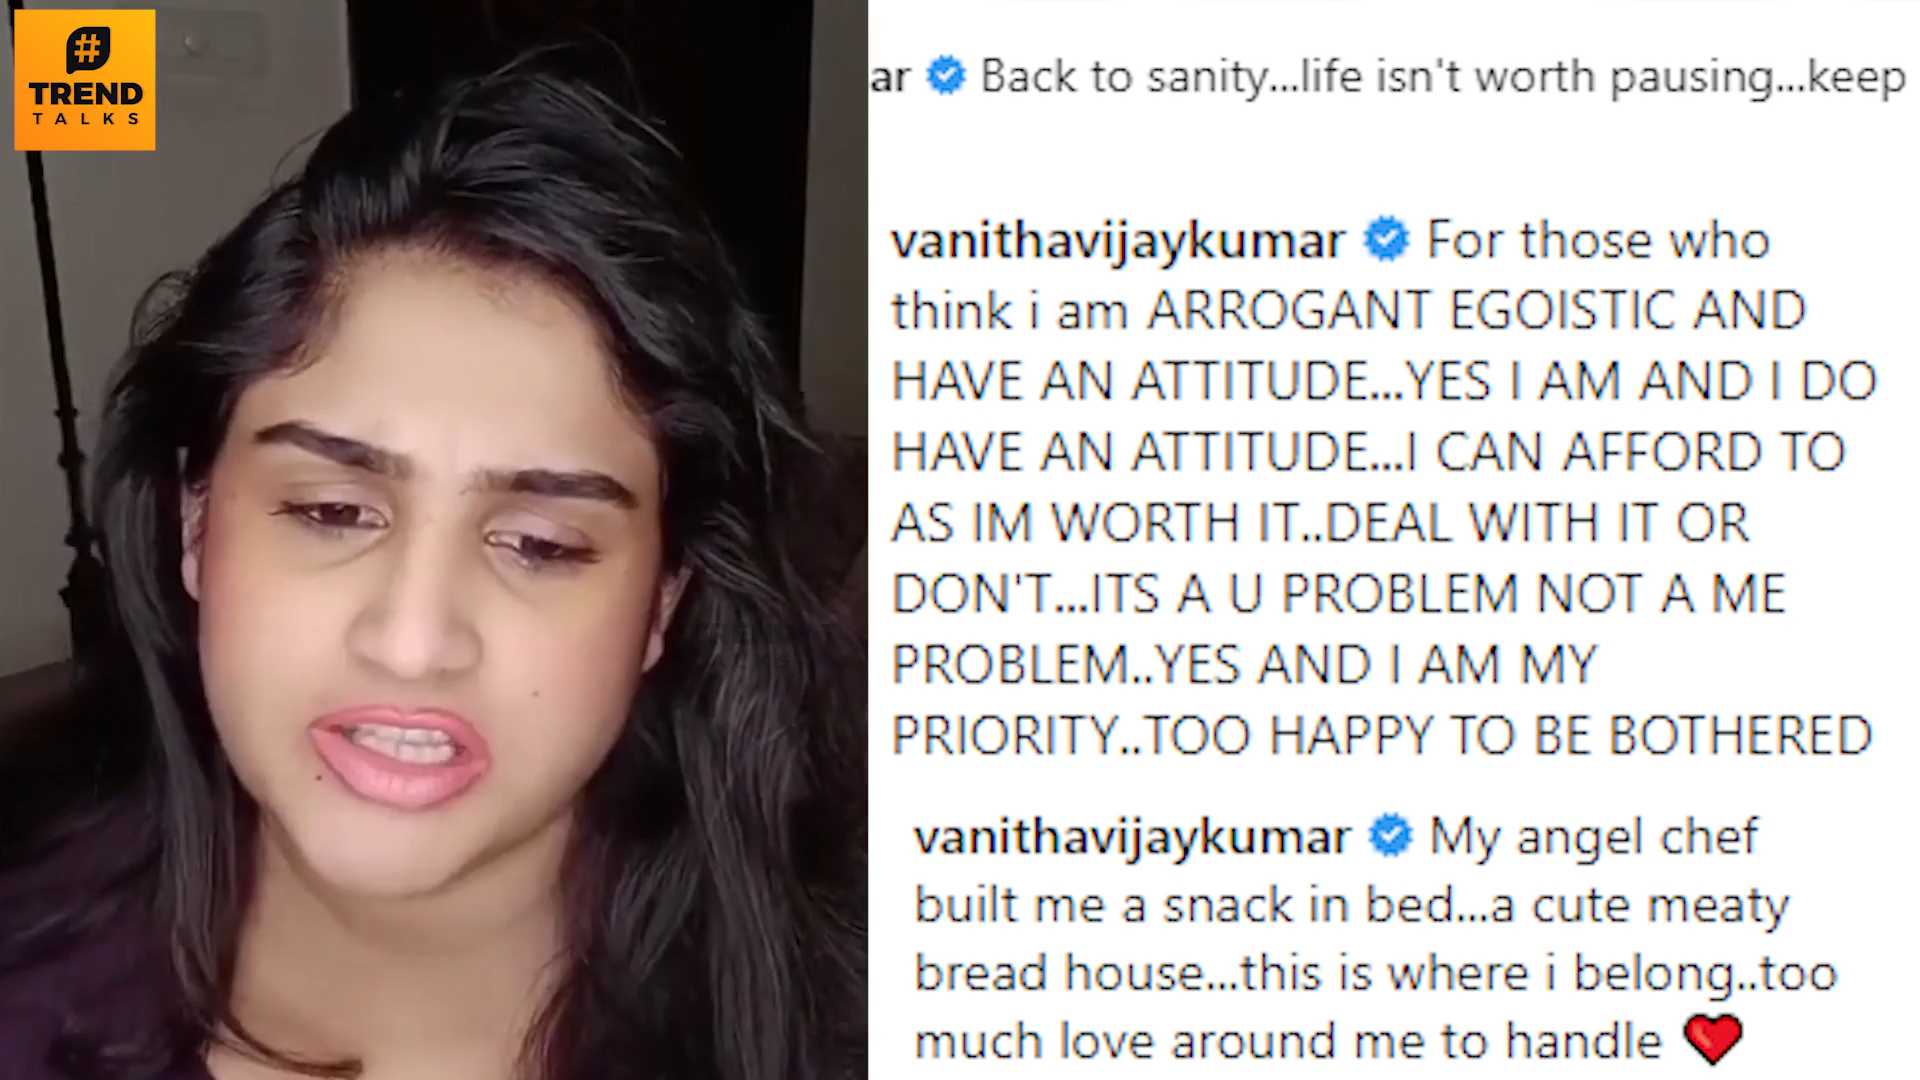 #
TREND
TALKS
ar Back to sanity...life isn't worth pausing...keep
vanithavijaykumar For those who
think i am ARROGANT EGOISTIC AND
HAVE AN ATTITUDE...YES I AM AND I DO
HAVE AN ATTITUDE...I CAN AFFORD TO
AS IM WORTH IT..DEAL WITH IT OR
DON'T...ITS A U PROBLEM NOT A ME
PROBLEM..YES AND I AM MY
PRIORITY..TOO HAPPY TO BE BOTHERED
vanithavijaykumar My angel chef
built me a snack in bed...a cute meaty
bread house...this is where i belong..too
much love around me to handle ❤️